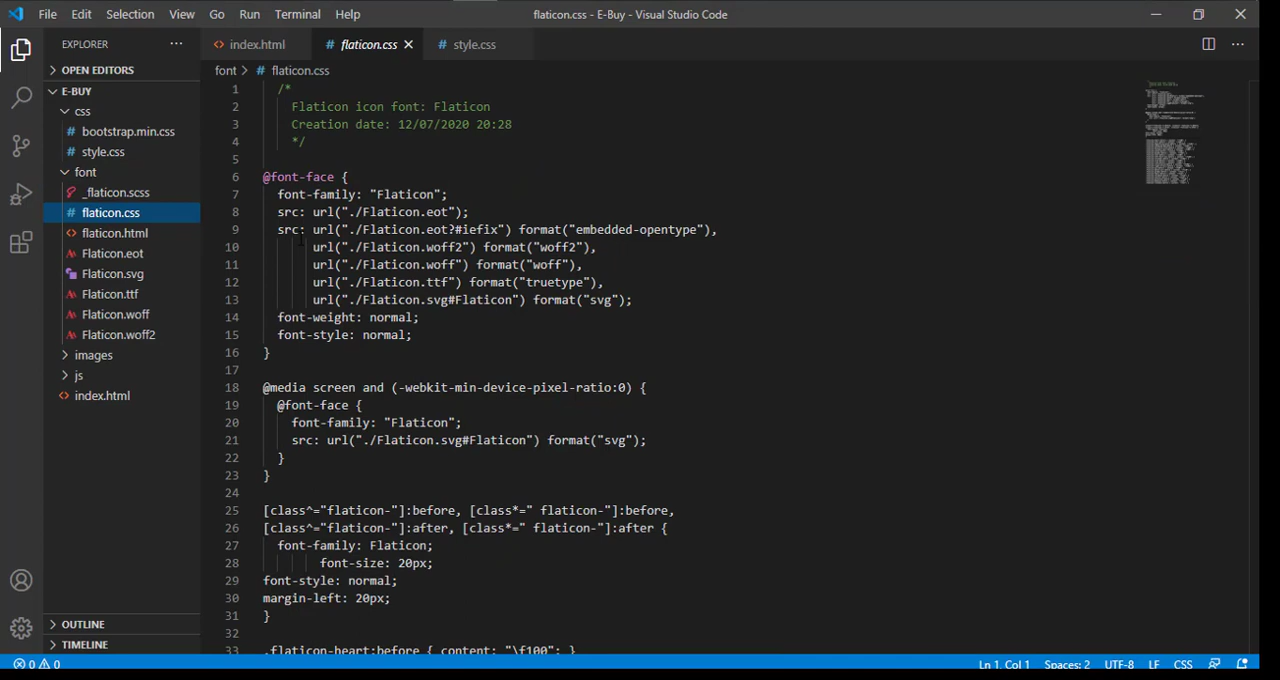 File Edit Selection View Go Run Terminal Help
flaticon.css - E-Buy - Visual Studio Code
EXPLORER
index.html
# flaticon.css
# style.css
OPEN EDITORS
font > # flaticon.css
E-BUY
css
# bootstrap.min.css
# style.css
font
_flaticon.scss
# flaticon.css
flaticon.html
Flaticon.eot
Flaticon.svg
Flaticon.ttf
Flaticon.woff
Flaticon.woff2
images
js
index.html
OUTLINE
TIMELINE
1 /*
2 Flaticon icon font: Flaticon
3 Creation date: 12/07/2020 20:28
4 */
5
6 @font-face {
7 font-family: "Flaticon";
8 src: url("./Flaticon.eot");
9 src: url("./Flaticon.eot?#iefix") format("embedded-opentype"),
10 url("./Flaticon.woff2") format("woff2"),
11 url("./Flaticon.woff") format("woff"),
12 url("./Flaticon.ttf") format("truetype"),
13 url("./Flaticon.svg#Flaticon") format("svg");
14 font-weight: normal;
15 font-style: normal;
16 }
17
18 @media screen and (-webkit-min-device-pixel-ratio:0) {
19 @font-face {
20 font-family: "Flaticon";
21 src: url("./Flaticon.svg#Flaticon") format("svg");
22 }
23 }
24
25 [class^="flaticon-"]:before, [class*=" flaticon-"]:before,
26 [class^="flaticon-"]:after, [class*=" flaticon-"]:after {
27 font-family: Flaticon;
28 font-size: 20px;
29 font-style: normal;
30 margin-left: 20px;
31 }
32
33 .flaticon-heart:before { content: "\f100"; }
0 0
Ln 1, Col 1 Spaces: 2 UTF-8 LF CSS